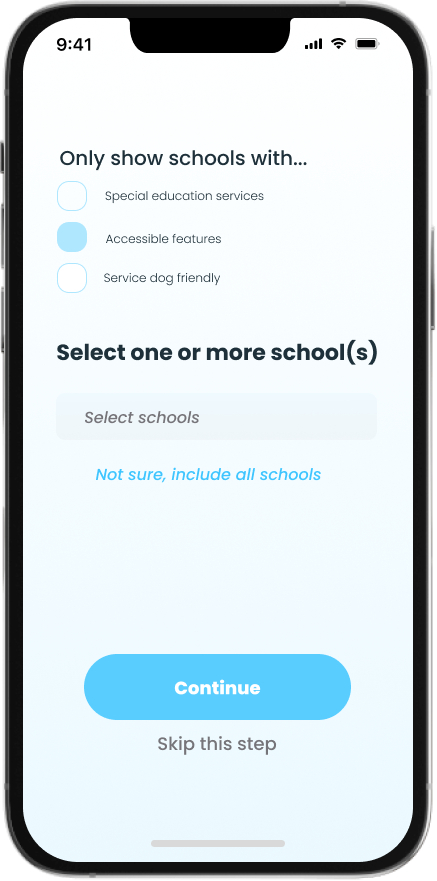 9:41
Only show schools with...
Special education services
Accessible features
Service dog friendly
Select one or more school(s)
Select schools
Not sure, include all schools
Continue
Skip this step